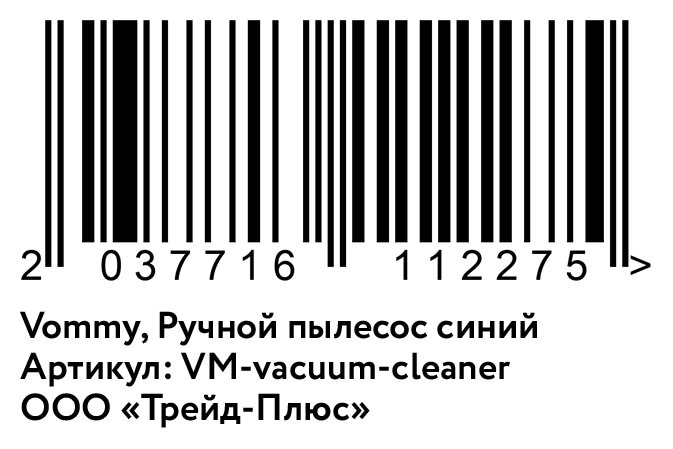 2 037716 112275 >
Vommy, Ручной пылесос синий
Артикул: VM-vacuum-cleaner
ООО «Трейд-Плюс»